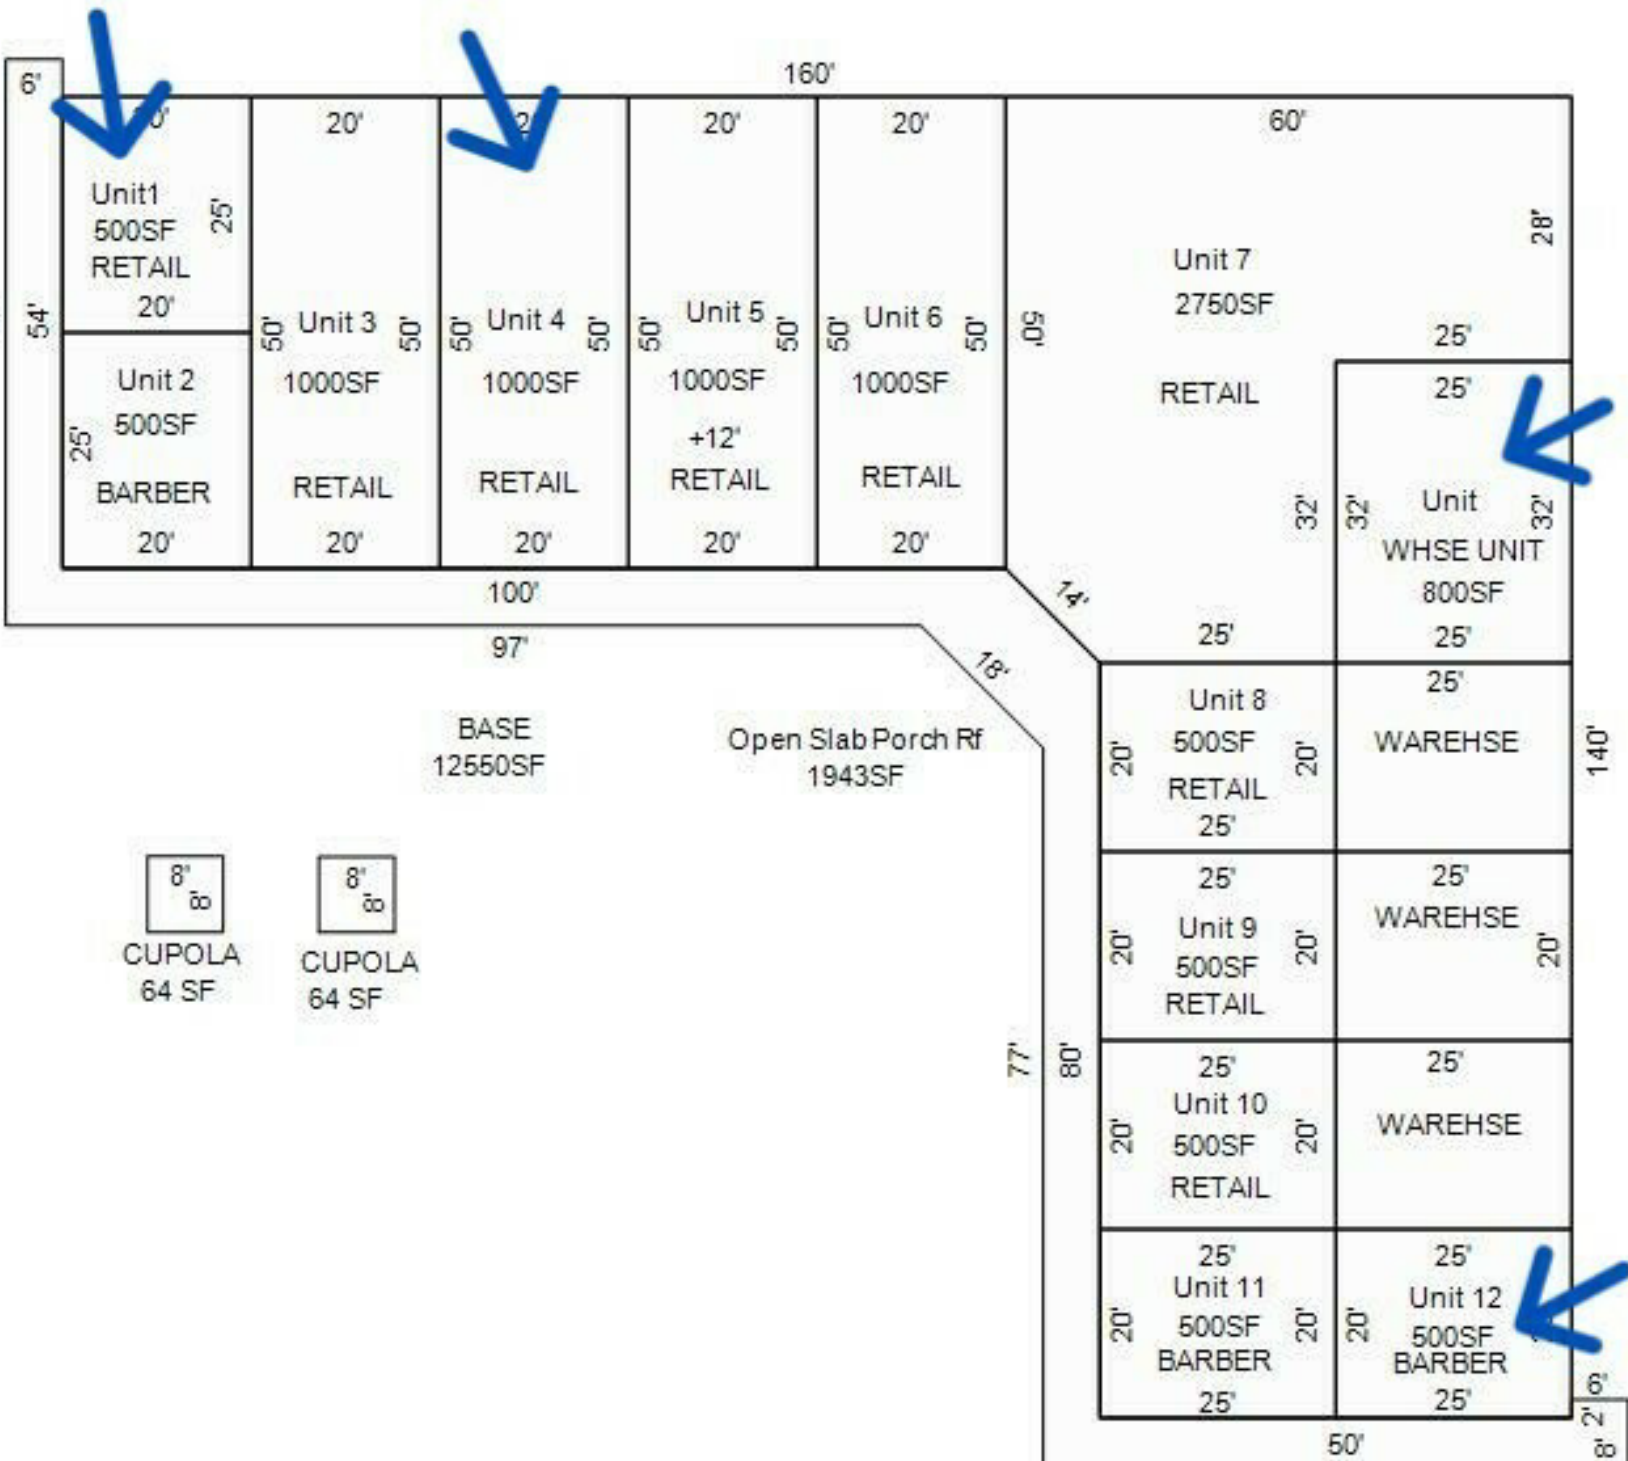 6'
160'
20'
20'
20'
60'
Unit1
500SF
RETAIL
25'
20'
54'
Unit 2
500SF
25'
BARBER
20'
50'
Unit 3
50'
1000SF
RETAIL
20'
50'
Unit 4
50'
1000SF
RETAIL
20'
50'
Unit 5
50'
1000SF
+12'
RETAIL
20'
50'
Unit 6
50'
1000SF
RETAIL
20'
50'
Unit 7
2750SF
RETAIL
28'
25'
25'
32'
32'
Unit
32'
WHSE UNIT
800SF
25'
25'
100'
97'
14'
18'
BASE
12550SF
Open Slab Porch Rf
1943SF
Unit 8
500SF
20'
20'
RETAIL
25'
25'
WAREHSE
140'
25'
Unit 9
20'
500SF
20'
RETAIL
25'
WAREHSE
20'
8'
8'
CUPOLA
64 SF
8'
8'
CUPOLA
64 SF
77'
80'
25'
Unit 10
20'
500SF
20'
RETAIL
25'
WAREHSE
25'
Unit 11
20'
500SF
20'
BARBER
25'
25'
Unit 12
20'
500SF
BARBER
25'
6'
2'
8'
50'